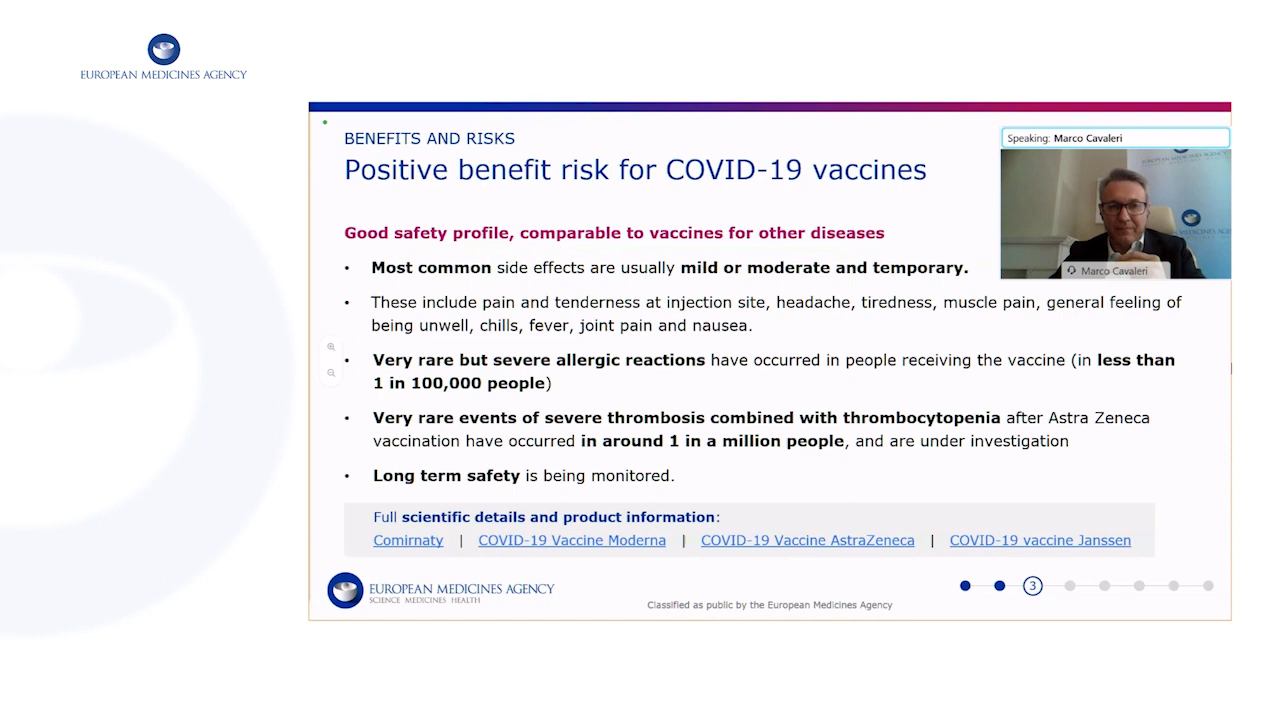 EUROPEAN MEDICINES AGENCY
BENEFITS AND RISKS
Positive benefit risk for COVID-19 vaccines
Speaking: Marco Cavaleri
EUROPEAN MEDICINES AGENCY
Marco Cavaleri
Good safety profile, comparable to vaccines for other diseases
• Most common side effects are usually mild or moderate and temporary.
• These include pain and tenderness at injection site, headache, tiredness, muscle pain, general feeling of
being unwell, chills, fever, joint pain and nausea.
• Very rare but severe allergic reactions have occurred in people receiving the vaccine (in less than
1 in 100,000 people)
• Very rare events of severe thrombosis combined with thrombocytopenia after Astra Zeneca
vaccination have occurred in around 1 in a million people, and are under investigation
• Long term safety is being monitored.
Full scientific details and product information:
Comirnaty | COVID-19 Vaccine Moderna | COVID-19 Vaccine AstraZeneca | COVID-19 vaccine Janssen
EUROPEAN MEDICINES AGENCY
SCIENCE MEDICINES HEALTH
Classified as public by the European Medicines Agency
3